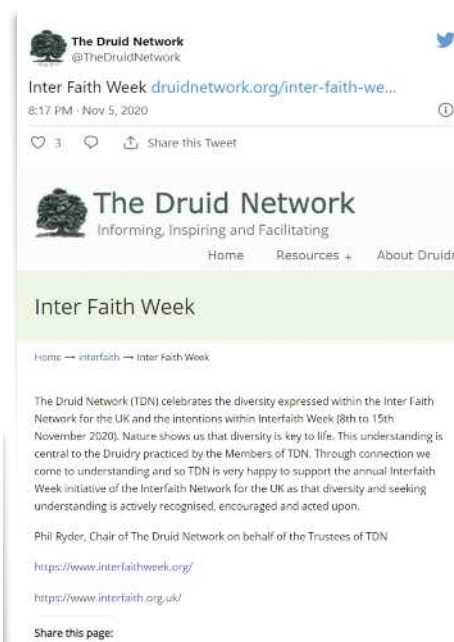 The Druid Network
@TheDruidNetwork
Inter Faith Week druidnetwork.org/inter-faith-we...
8:17 PM · Nov 5, 2020
3
Share this Tweet
The Druid Network
Informing, Inspiring and Facilitating
Home Resources + About Druidr
Inter Faith Week
Home → interfaith → Inter Faith Week
The Druid Network (TDN) celebrates the diversity expressed within the Inter Faith
Network for the UK and the intentions within Interfaith Week (8th to 15th
November 2020). Nature shows us that diversity is key to life. This understanding is
central to the Druidry practiced by the Members of TDN. Through connection we
come to understanding and so TDN is very happy to support the annual Interfaith
Week initiative of the Interfaith Network for the UK as that diversity and seeking
understanding is actively recognised, encouraged and acted upon.
Phil Ryder, Chair of The Druid Network on behalf of the Trustees of TDN
https://www.interfaithweek.org/
https://www.interfaith.org.uk/
Share this page: